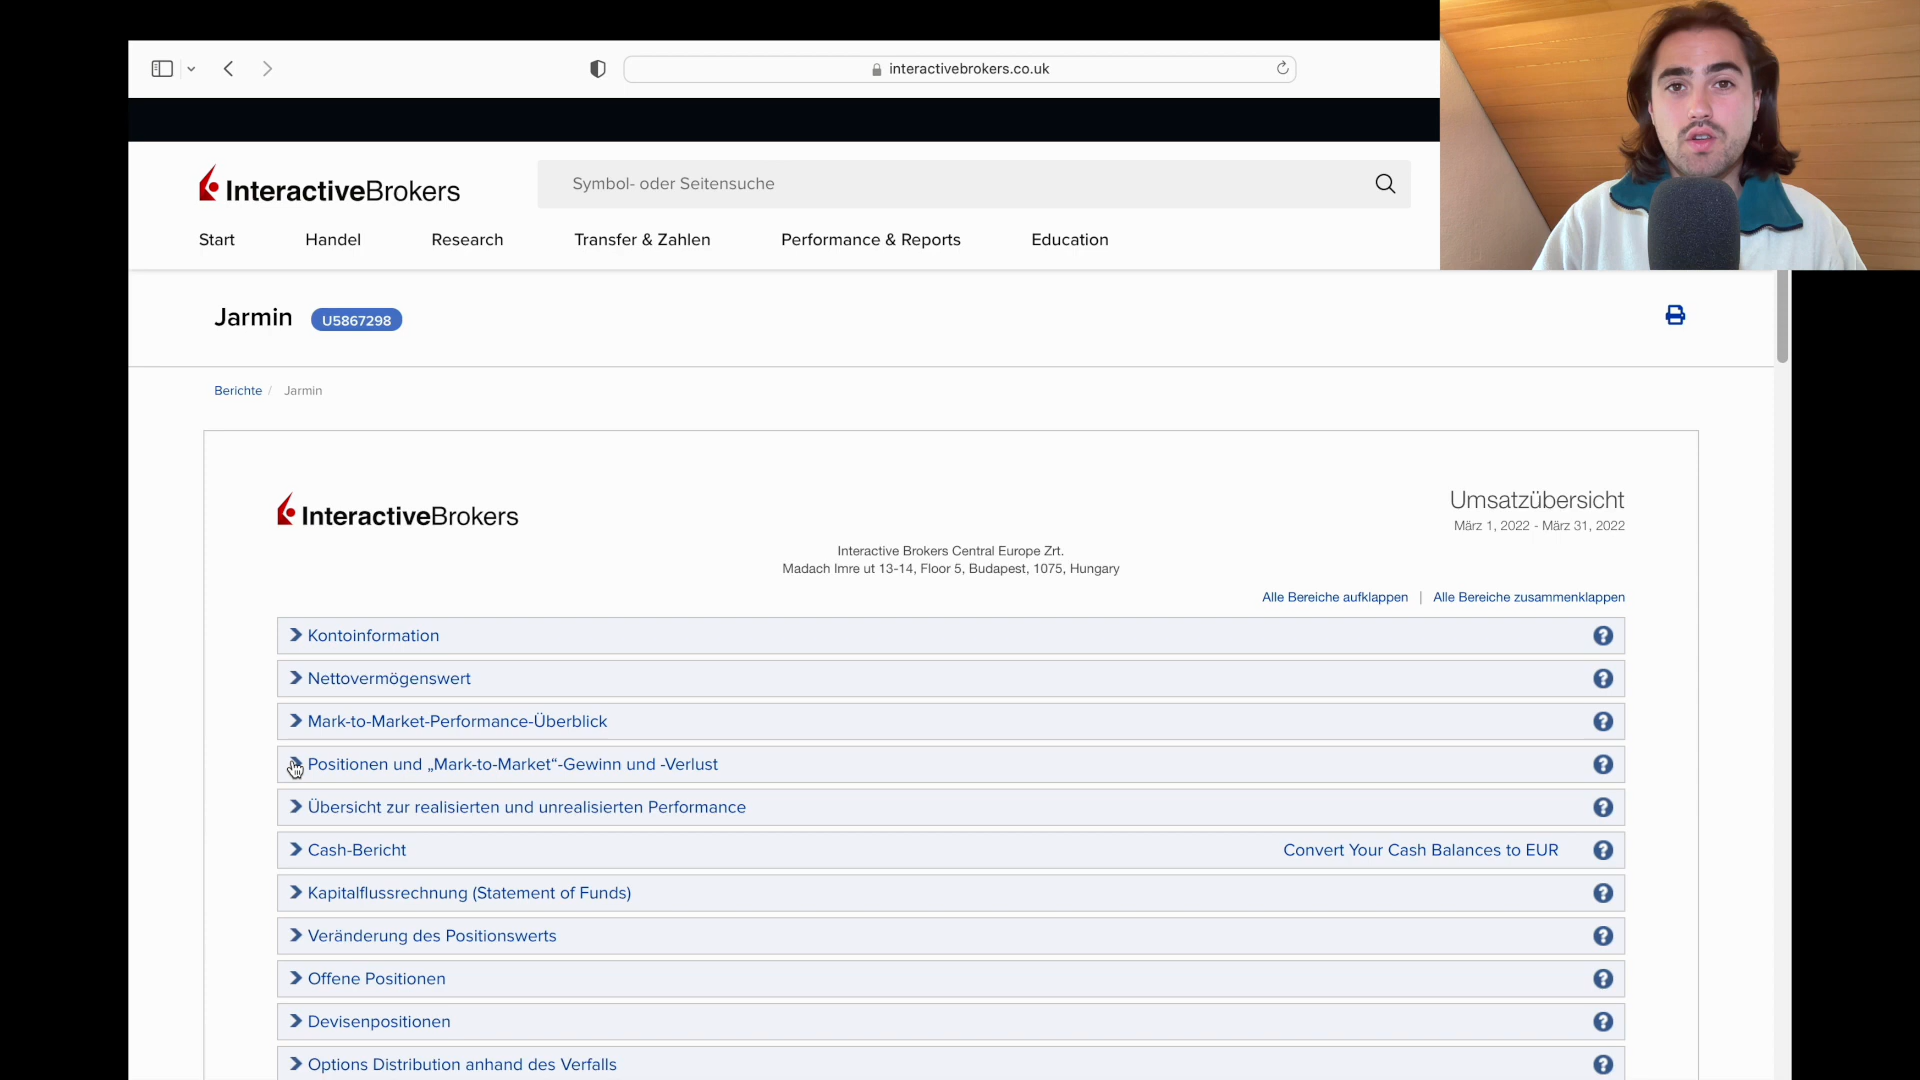 interactivebrokers.co.uk
InteractiveBrokers
Symbol- oder Seitensuche
Start
Handel
Research
Transfer & Zahlen
Performance & Reports
Education
Jarmin
U5867298
Berichte /
Jarmin
InteractiveBrokers
Umsatzübersicht
März 1, 2022 - März 31, 2022
Interactive Brokers Central Europe Zrt.
Madach Imre ut 13-14, Floor 5, Budapest, 1075, Hungary
Alle Bereiche aufklappen | Alle Bereiche zusammenklappen
Kontoinformation
Nettovermögenswert
Mark-to-Market-Performance-Überblick
Positionen und „Mark-to-Market“-Gewinn und -Verlust
Übersicht zur realisierten und unrealisierten Performance
Cash-Bericht
Convert Your Cash Balances to EUR
Kapitalflussrechnung (Statement of Funds)
Veränderung des Positionswerts
Offene Positionen
Devisenpositionen
Options Distribution anhand des Verfalls